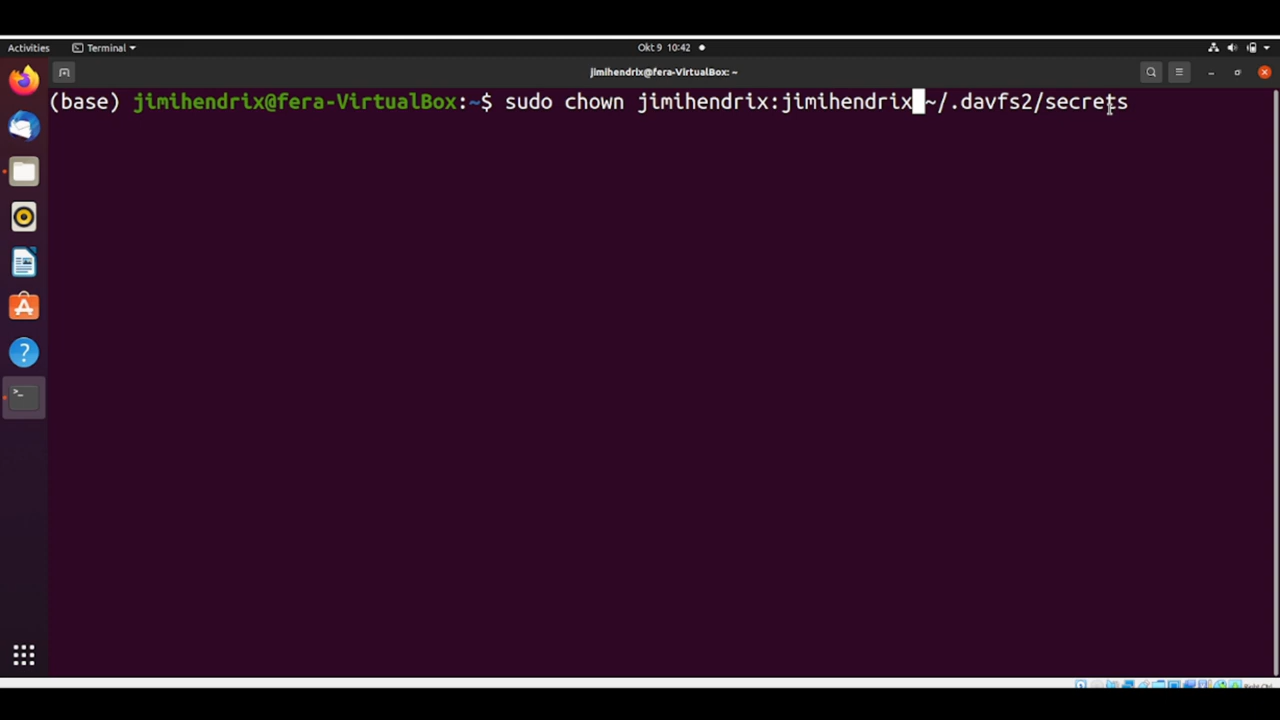 Activities Terminal Okt 9 10:42
jimihendrix@fera-VirtualBox: ~
(base) jimihendrix@fera-VirtualBox:~$ sudo chown jimihendrix:jimihendrix ~/.davfs2/secrets